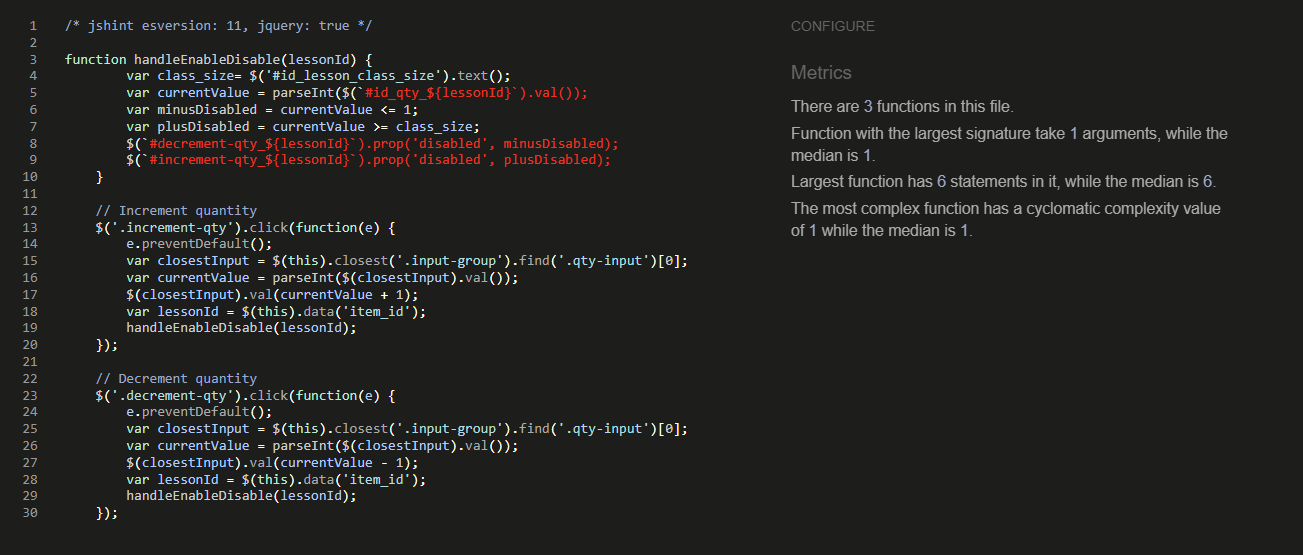 1 /* jshint esversion: 11, jquery: true */
2
3 function handleEnableDisable(lessonId) {
4         var class_size= $('#id_lesson_class_size').text();
5         var currentValue = parseInt($(`#id_qty_${lessonId}`).val());
6         var minusDisabled = currentValue <= 1;
7         var plusDisabled = currentValue >= class_size;
8         $(`#decrement-qty_${lessonId}`).prop('disabled', minusDisabled);
9         $(`#increment-qty_${lessonId}`).prop('disabled', plusDisabled);
10     }
11
12     // Increment quantity
13     $('.increment-qty').click(function(e) {
14         e.preventDefault();
15         var closestInput = $(this).closest('.input-group').find('.qty-input')[0];
16         var currentValue = parseInt($(closestInput).val());
17         $(closestInput).val(currentValue + 1);
18         var lessonId = $(this).data('item_id');
19         handleEnableDisable(lessonId);
20     });
21
22     // Decrement quantity
23     $('.decrement-qty').click(function(e) {
24         e.preventDefault();
25         var closestInput = $(this).closest('.input-group').find('.qty-input')[0];
26         var currentValue = parseInt($(closestInput).val());
27         $(closestInput).val(currentValue - 1);
28         var lessonId = $(this).data('item_id');
29         handleEnableDisable(lessonId);
30     });
CONFIGURE
Metrics
There are 3 functions in this file.
Function with the largest signature take 1 arguments, while the
median is 1.
Largest function has 6 statements in it, while the median is 6.
The most complex function has a cyclomatic complexity value
of 1 while the median is 1.